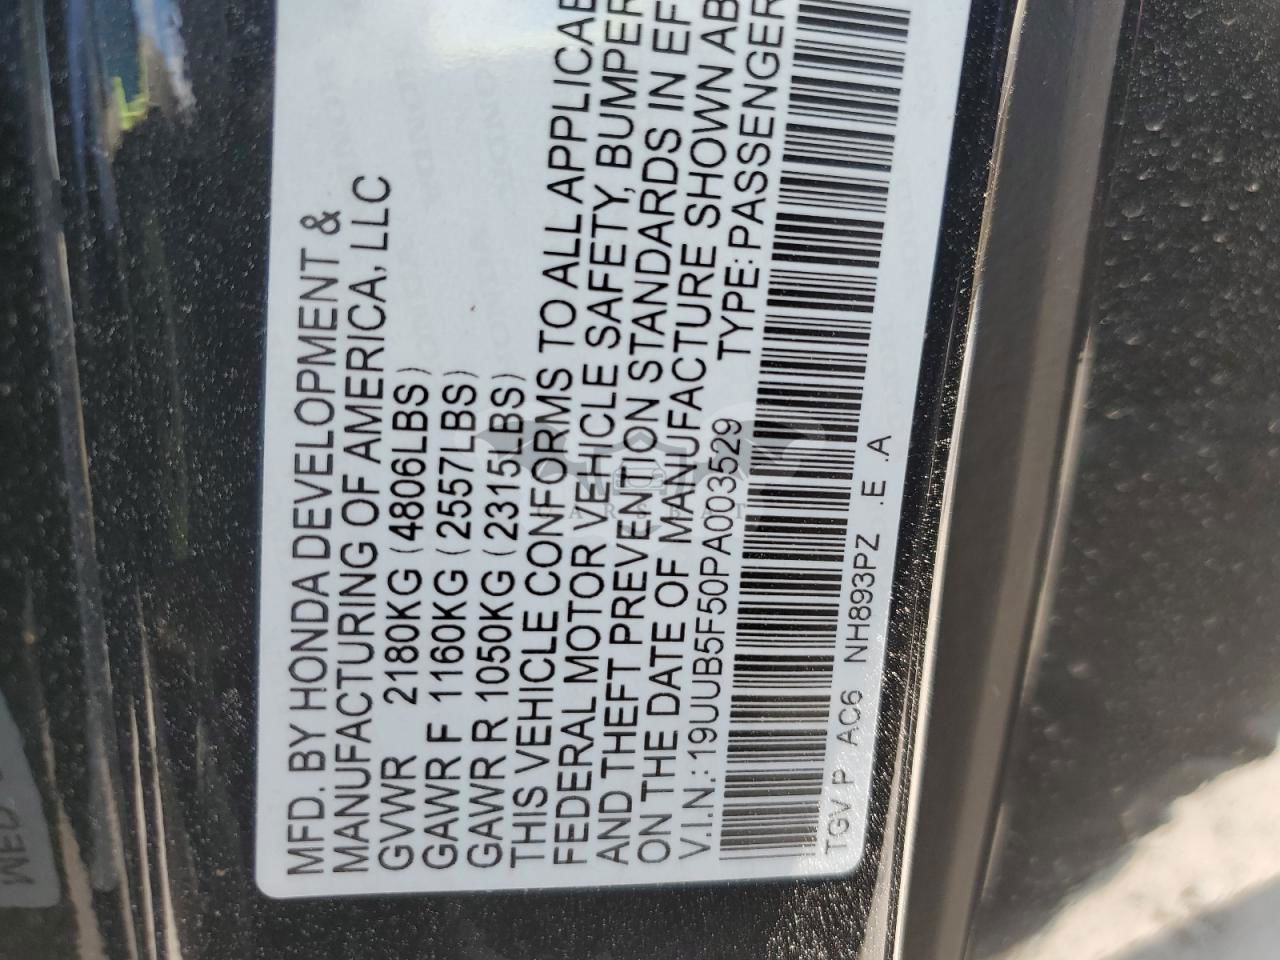 MFD. BY HONDA DEVELOPMENT &
MANUFACTURING OF AMERICA, LLC
GVWR 2180KG (4806LBS)
GAWR F 1160KG (2557LBS)
GAWR R 1050KG (2315LBS)
THIS VEHICLE CONFORMS TO ALL APPLICAB
FEDERAL MOTOR VEHICLE SAFETY, BUMPER
AND THEFT PREVENTION STANDARDS IN EF
ON THE DATE OF MANUFACTURE SHOWN AB
V.I.N.: 19UUB5F50PA003529 TYPE: PASSENGER
TGV P AC6 NH893PZ .E .A
CARSBAT